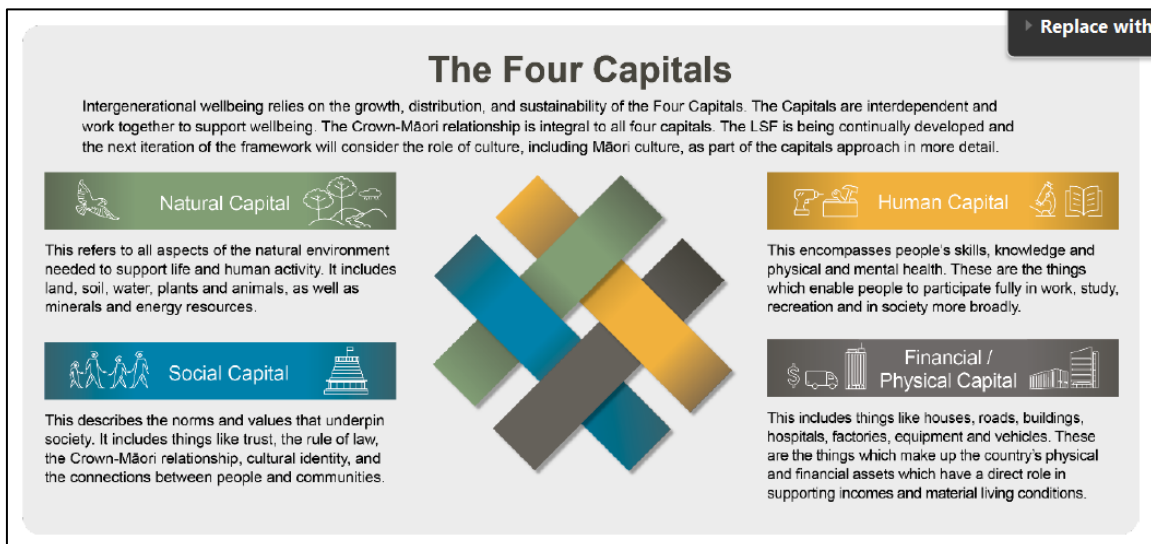 Replace with
The Four Capitals
Intergenerational wellbeing relies on the growth, distribution, and sustainability of the Four Capitals. The Capitals are interdependent and
work together to support wellbeing. The Crown-Māori relationship is integral to all four capitals. The LSF is being continually developed and
the next iteration of the framework will consider the role of culture, including Māori culture, as part of the capitals approach in more detail.
Natural Capital
This refers to all aspects of the natural environment
needed to support life and human activity. It includes
land, soil, water, plants and animals, as well as
minerals and energy resources.
Social Capital
This describes the norms and values that underpin
society. It includes things like trust, the rule of law,
the Crown-Māori relationship, cultural identity, and
the connections between people and communities.
Human Capital
This encompasses people's skills, knowledge and
physical and mental health. These are the things
which enable people to participate fully in work, study,
recreation and in society more broadly.
$
Financial /
Physical Capital
This includes things like houses, roads, buildings,
hospitals, factories, equipment and vehicles. These
are the things which make up the country's physical
and financial assets which have a direct role in
supporting incomes and material living conditions.